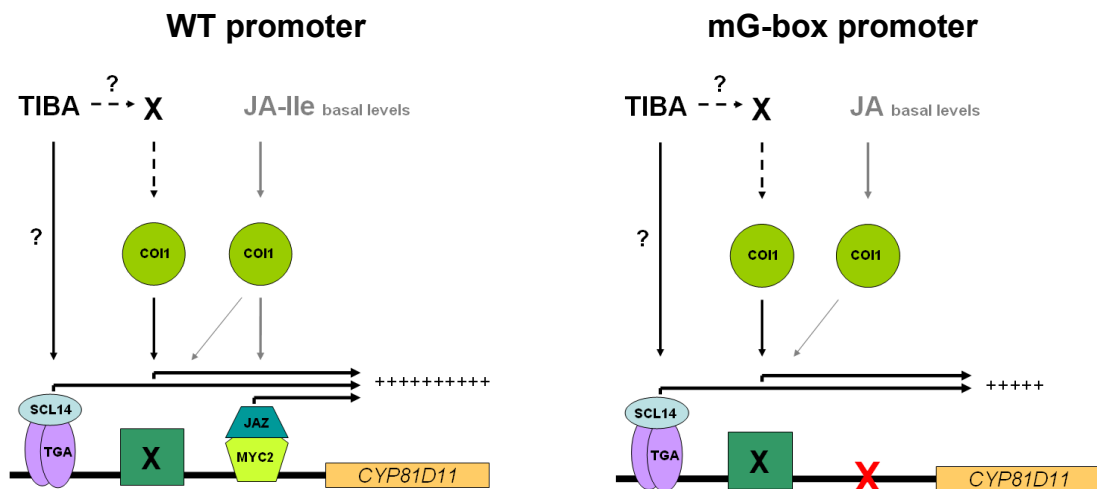 WT promoter
mG-box promoter
?
?
TIBA
X
JA-Ile basal levels
TIBA
X
JA basal levels
?
?
COI1
COI1
COI1
COI1
++++++++++
+++++
SCL14
JAZ
SCL14
TGA
X
MYC2
TGA
X
X
CYP81D11
CYP81D11